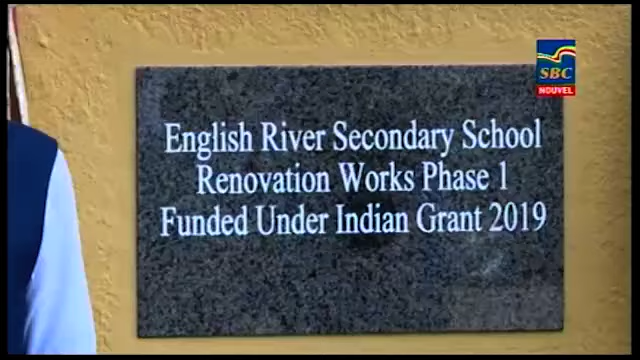 SBC
NOUVEL
English River Secondary School
Renovation Works Phase 1
Funded Under Indian Grant 2019